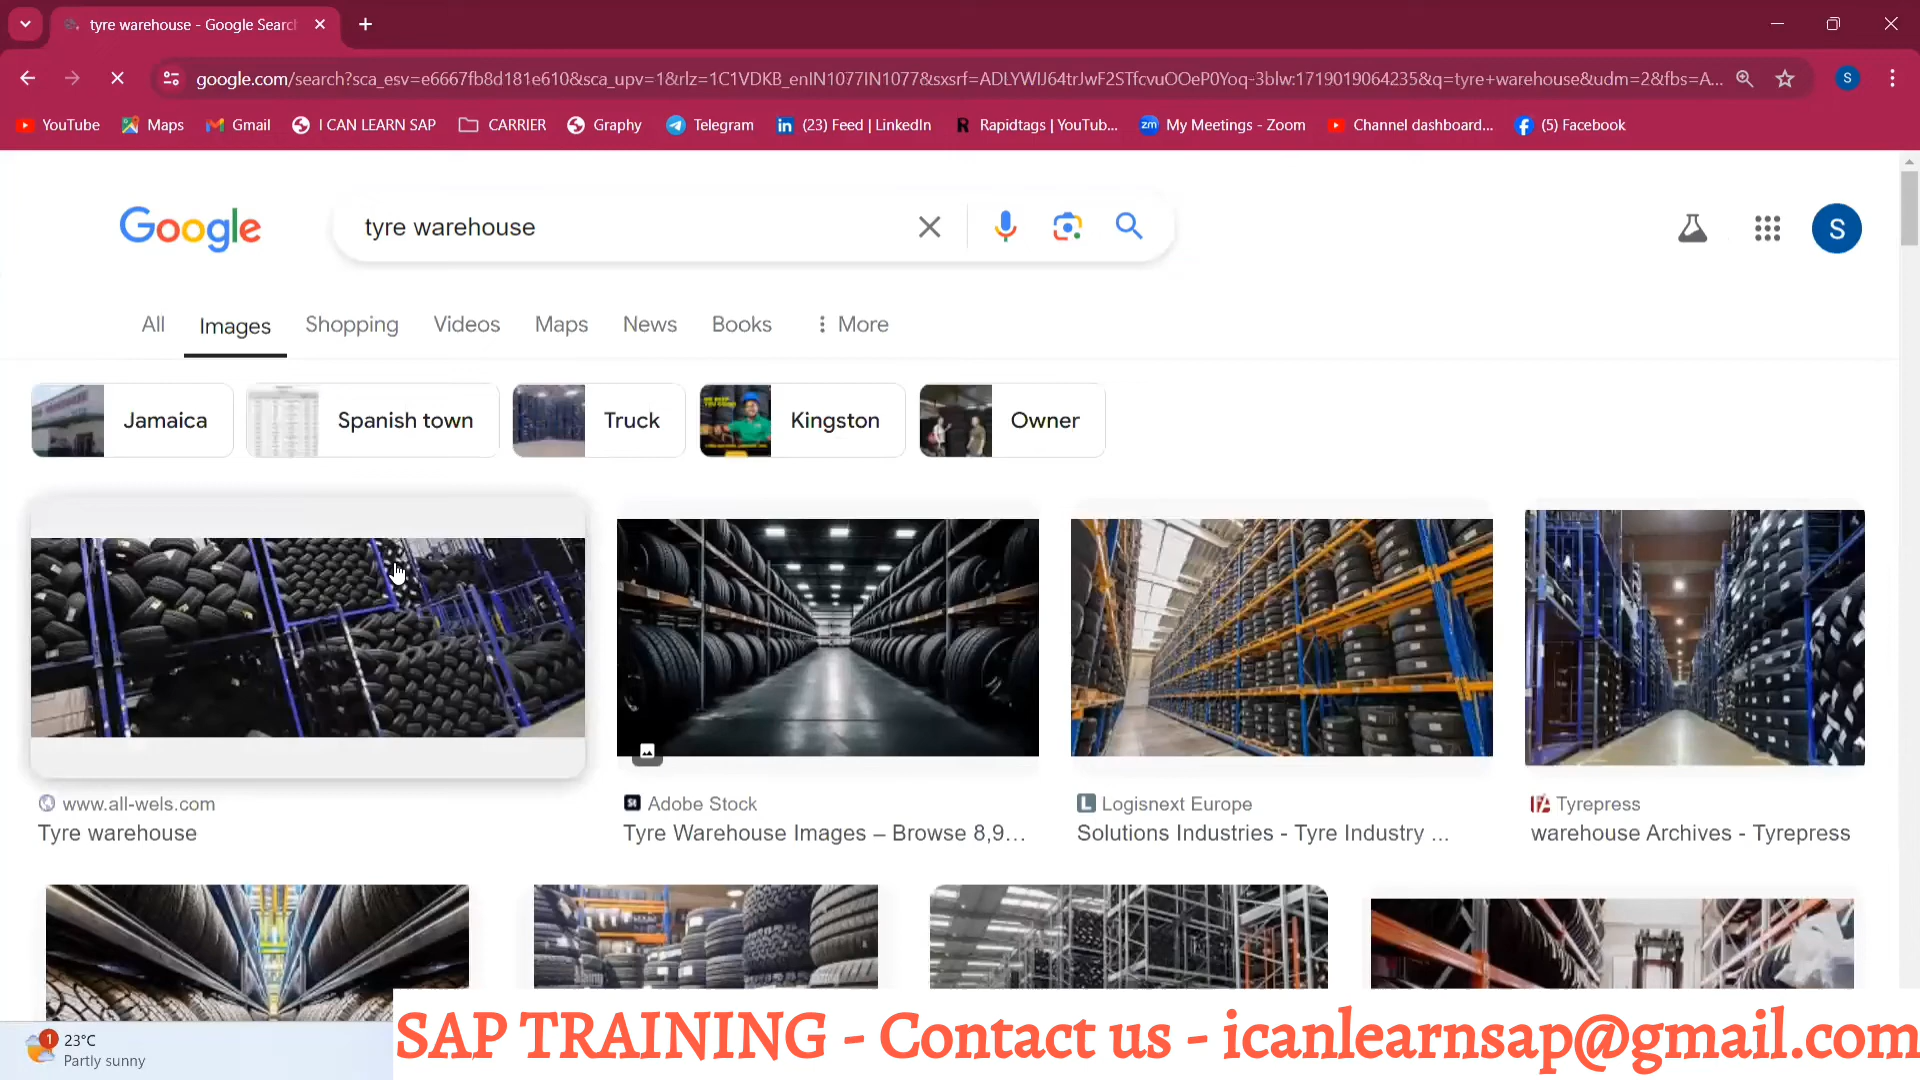 tyre warehouse - Google Search
google.com/search?sca_esv=e6667fb8d181e610&sca_upv=1&rlz=1C1VDKB_enIN1077IN1077&sxsrf=ADLYWIJ64trJwF2STfcvuOOeP0Yoq-3blw:1719019064235&q=tyre+warehouse&udm=2&fbs=A...
S
YouTube Maps Gmail I CAN LEARN SAP CARRIER Graphy Telegram (23) Feed | LinkedIn Rapidtags | YouTub... My Meetings - Zoom Channel dashboard... (5) Facebook
Google tyre warehouse S
All Images Shopping Videos Maps News Books More
Jamaica Spanish town Truck Kingston Owner
www.all-wels.com
Tyre warehouse
Adobe Stock
Tyre Warehouse Images – Browse 8,9...
Logisnext Europe
Solutions Industries - Tyre Industry ...
Tyrepress
warehouse Archives - Tyrepress
1 23°C
Partly sunny
SAP TRAINING - Contact us - icanlearnsap@gmail.com